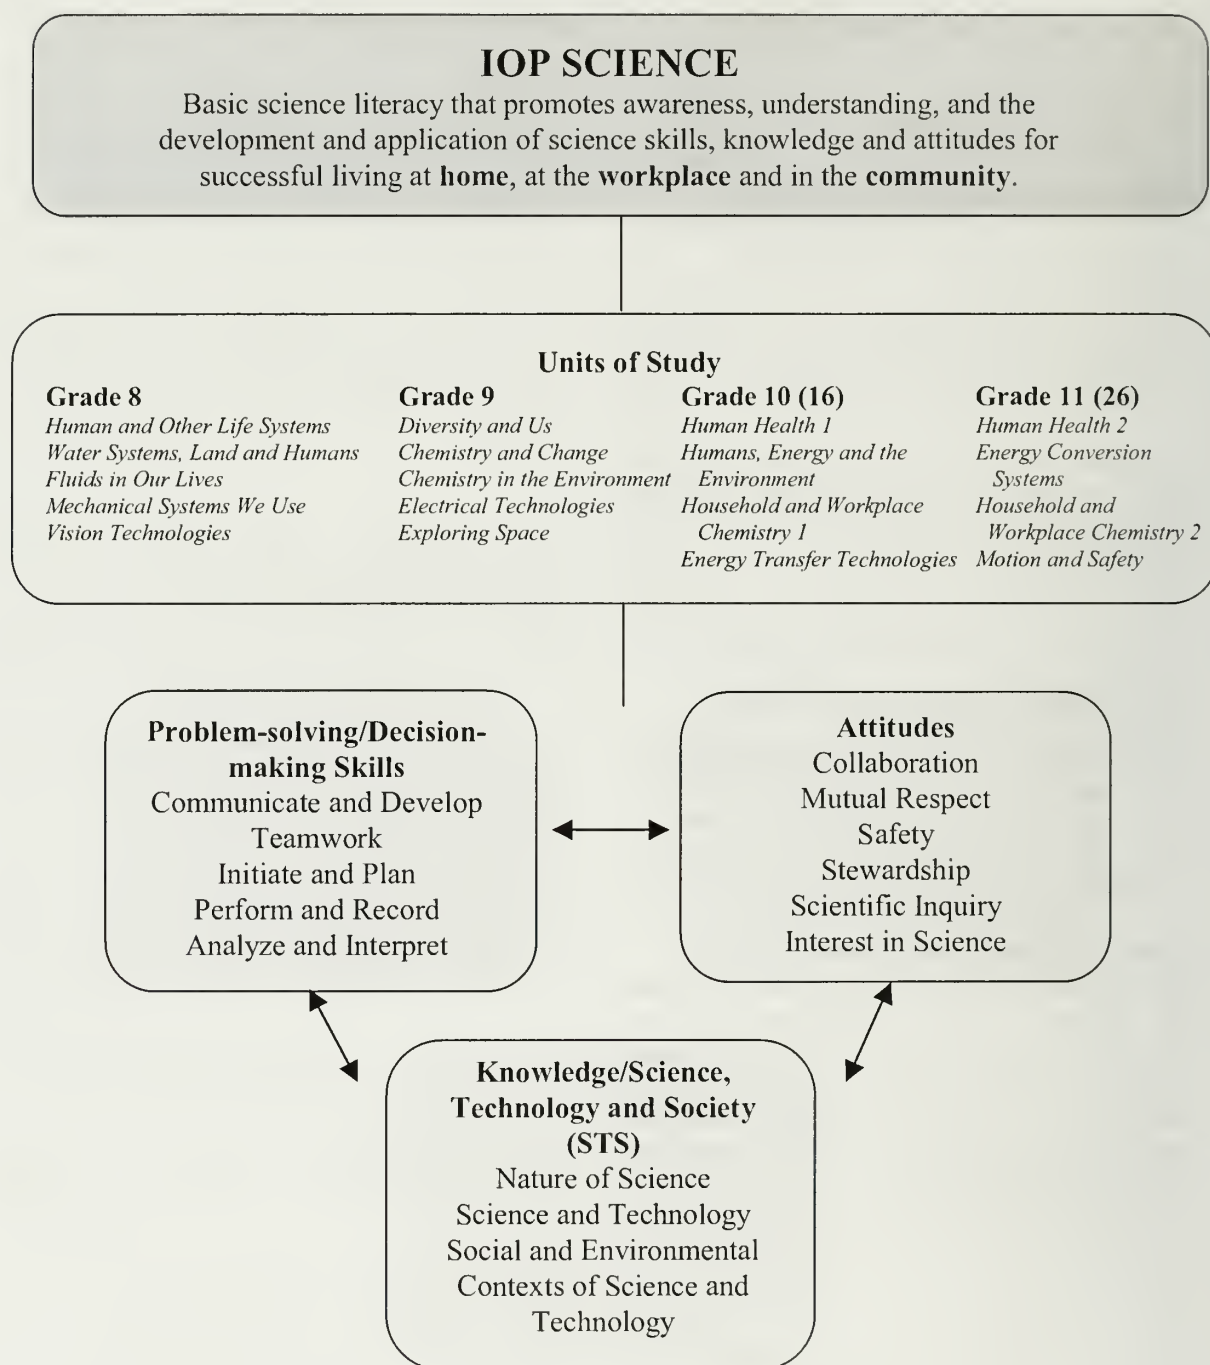 IOP SCIENCE
Basic science literacy that promotes awareness, understanding, and the
development and application of science skills, knowledge and attitudes for
successful living at home, at the workplace and in the community.
Units of Study
Grade 8
Human and Other Life Systems
Water Systems, Land and Humans
Fluids in Our Lives
Mechanical Systems We Use
Vision Technologies
Grade 9
Diversity and Us
Chemistry and Change
Chemistry in the Environment
Electrical Technologies
Exploring Space
Grade 10 (16)
Human Health 1
Humans, Energy and the
Environment
Household and Workplace
Chemistry 1
Energy Transfer Technologies
Grade 11 (26)
Human Health 2
Energy Conversion
Systems
Household and
Workplace Chemistry 2
Motion and Safety
Problem-solving/Decision-
making Skills
Communicate and Develop
Teamwork
Initiate and Plan
Perform and Record
Analyze and Interpret
Attitudes
Collaboration
Mutual Respect
Safety
Stewardship
Scientific Inquiry
Interest in Science
Knowledge/Science,
Technology and Society
(STS)
Nature of Science
Science and Technology
Social and Environmental
Contexts of Science and
Technology